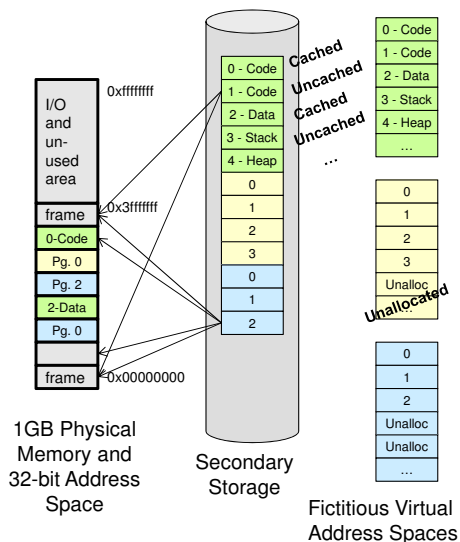 0xffffffff
I/O
and
un-
used
area
0x3fffffff
frame
0-Code
Pg. 0
Pg. 2
2-Data
Pg. 0
frame
0x00000000
1GB Physical
Memory and
32-bit Address
Space
0 - Code
1 - Code
2 - Data
3 - Stack
4 - Heap
0
1
2
3
0
1
2
Secondary
Storage
Cached
Uncached
Cached
Uncached
...
0 - Code
1 - Code
2 - Data
3 - Stack
4 - Heap
...
0
1
2
3
Unalloc
...
Unallocated
0
1
2
Unalloc
Unalloc
...
Fictitious Virtual
Address Spaces